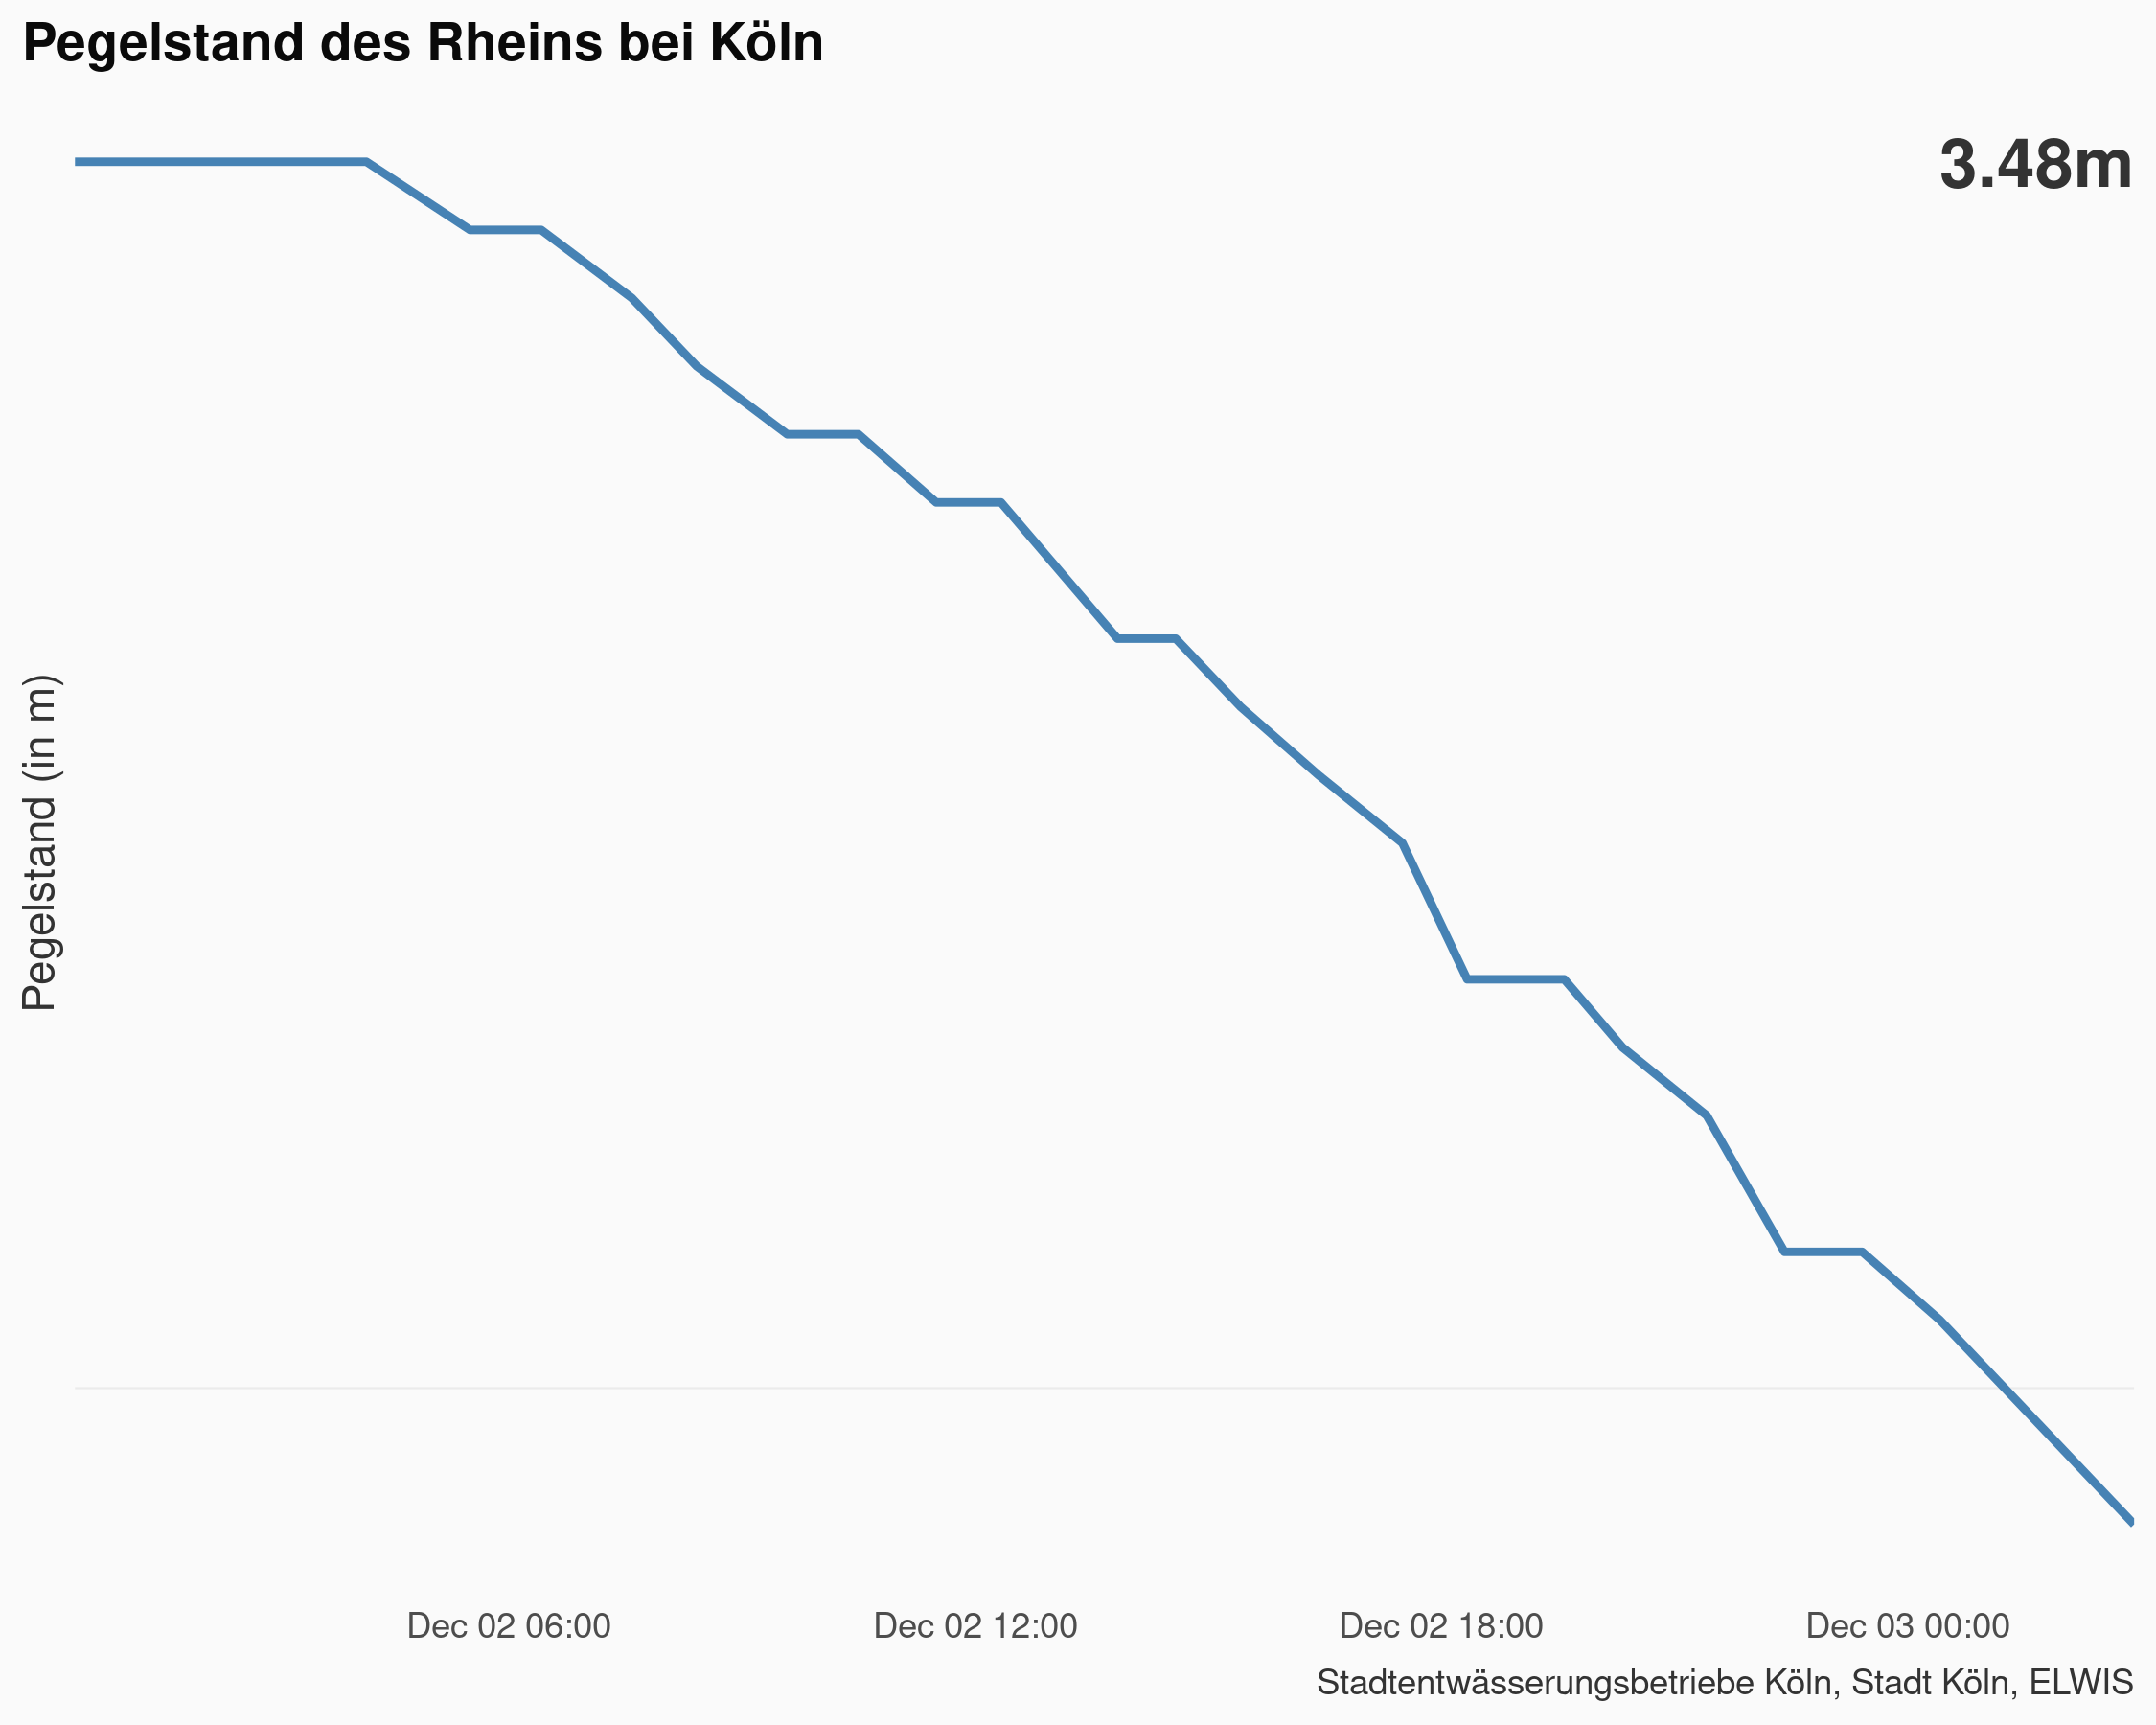 Pegelstand des Rheins bei Köln
3.48m
Pegelstand (in m)
Dec 02 06:00
Dec 02 12:00
Dec 02 18:00
Dec 03 00:00
Stadtentwässerungsbetriebe Köln, Stadt Köln, ELWIS